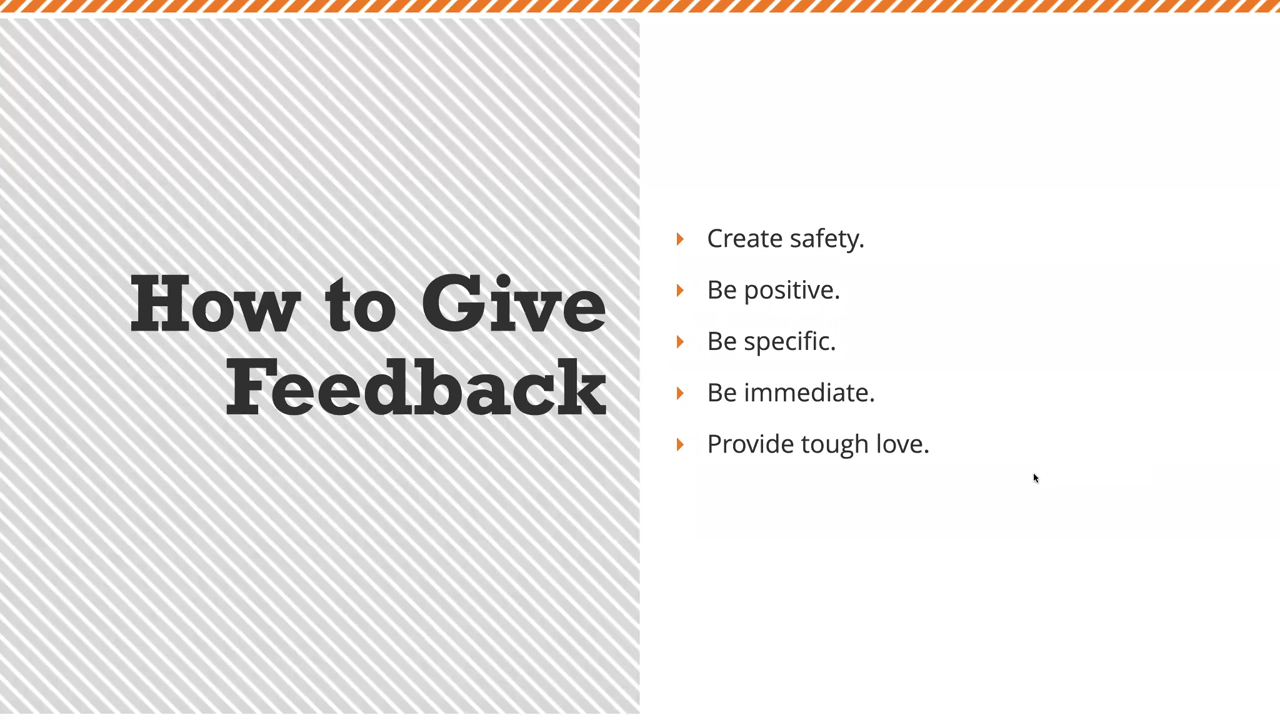 How to Give
Feedback
Create safety.
Be positive.
Be specific.
Be immediate.
Provide tough love.